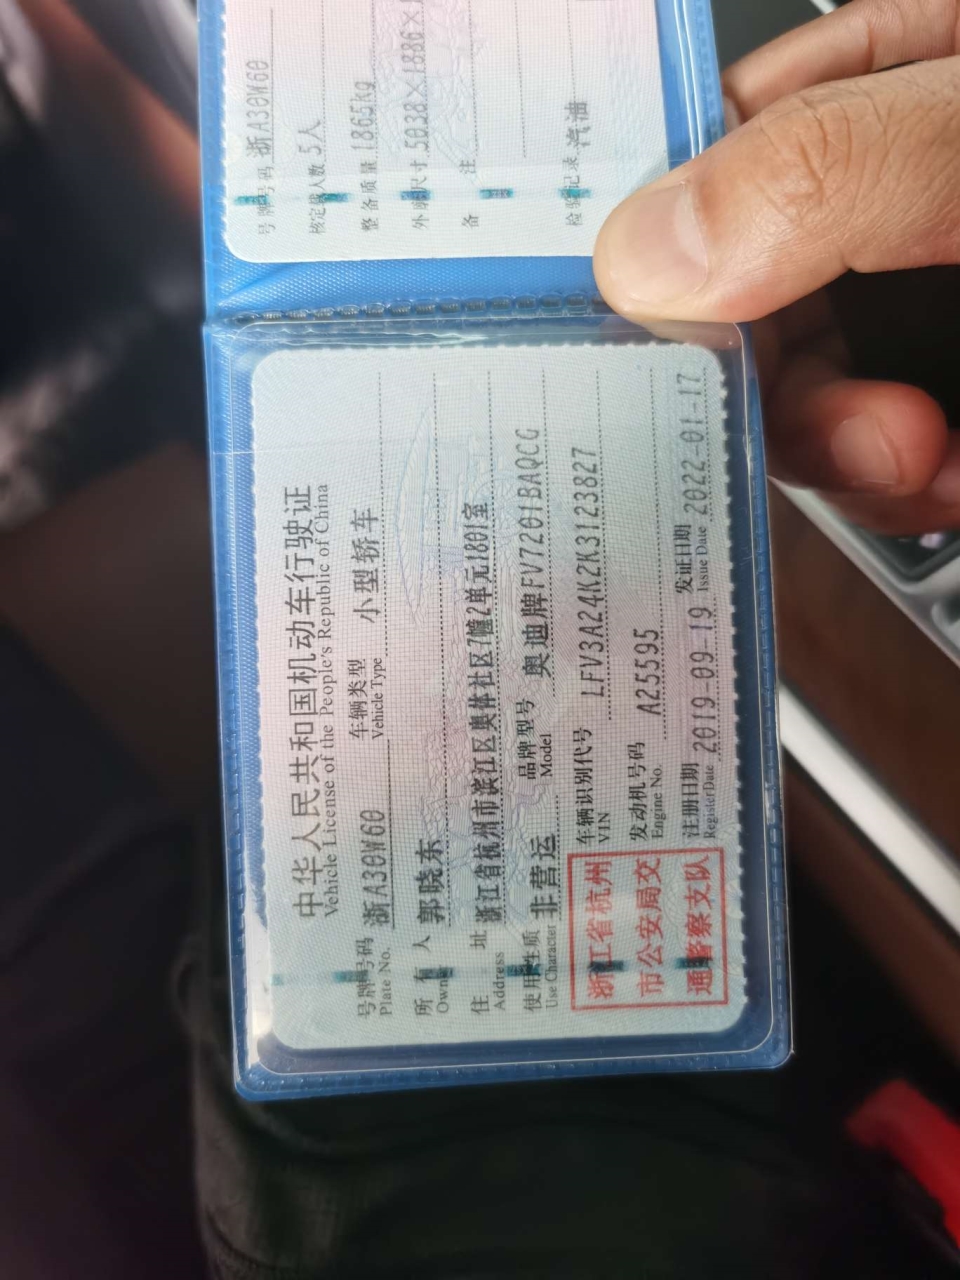 中华人民共和国机动车行驶证
Vehicle License of the People's Republic of China
号牌号码 浙A30W60 车辆类型 小型轿车
Plate No. Vehicle Type
所有人 郭晓东
Owner
住址 浙江省杭州市滨江区奥体社区7幢2单元1801室
Address
使用性质 非营运 品牌型号 奥迪牌FV7201BAQCG
Use Character Model
浙江省杭州
市公安局交
通警察支队
车辆识别代号 LFV3A24K2K3123827
VIN
发动机号码 A25595
Engine No.
注册日期 2019-09-19 发证日期 2022-01-17
Register Date Issue Date
号牌号码 浙A30W60
核定载人数 5人
整备质量 1865kg
外廓尺寸 5038×1886×
备注
检验记录 汽油